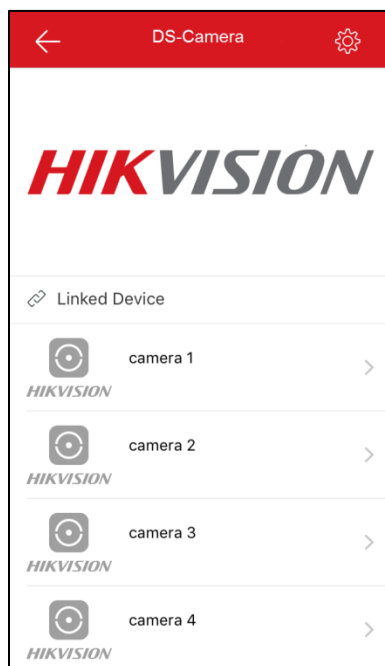 DS-Camera
HIKVISION
Linked Device
camera 1
HIKVISION
camera 2
HIKVISION
camera 3
HIKVISION
camera 4
HIKVISION